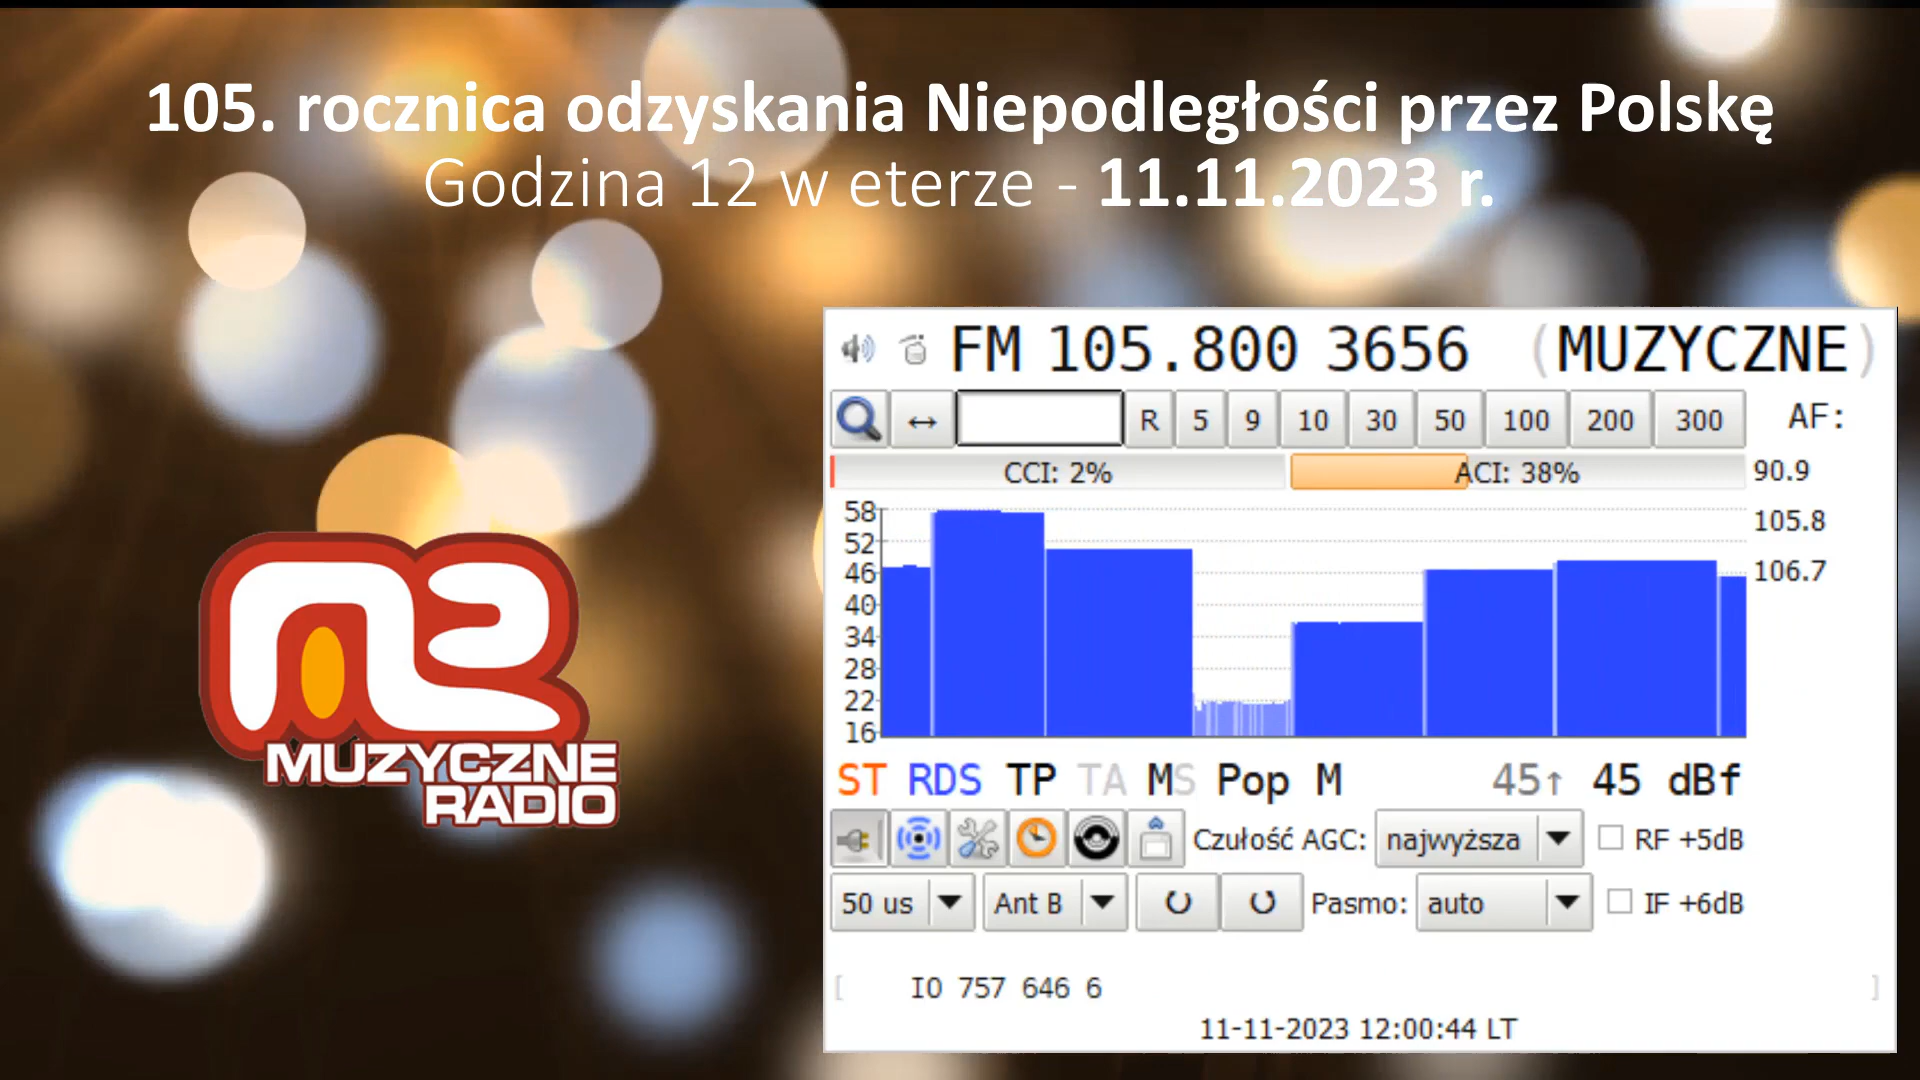 105. rocznica odzyskania Niepodległości przez Polskę
Godzina 12 w eterze - 11.11.2023 r.
MUZYCZNE
RADIO
FM 105.800 3656 (MUZYCZNE)
R 5 9 10 30 50 100 200 300 AF:
CCI: 2% ACI: 38% 90.9
105.8
106.7
58
52
46
40
34
28
22
16
ST RDS TP TA MS Pop M 45↑ 45 dBf
Czułość AGC: najwyższa RF +5dB
50 us Ant B Pasmo: auto IF +6dB
[ IO 757 646 6 ]
11-11-2023 12:00:44 LT